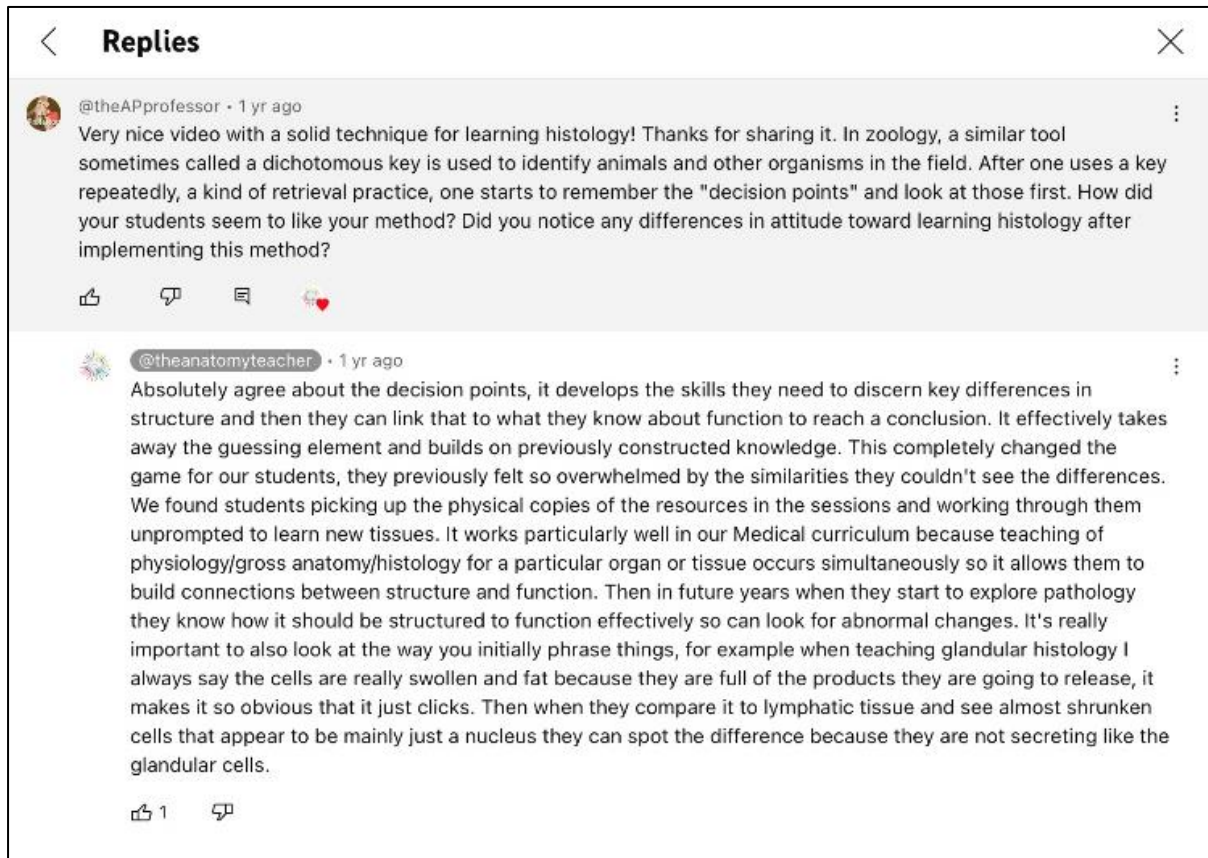 Replies
@theAPprofessor • 1 yr ago
Very nice video with a solid technique for learning histology! Thanks for sharing it. In zoology, a similar tool
sometimes called a dichotomous key is used to identify animals and other organisms in the field. After one uses a key
repeatedly, a kind of retrieval practice, one starts to remember the "decision points" and look at those first. How did
your students seem to like your method? Did you notice any differences in attitude toward learning histology after
implementing this method?
@theanatomyteacher • 1 yr ago
Absolutely agree about the decision points, it develops the skills they need to discern key differences in
structure and then they can link that to what they know about function to reach a conclusion. It effectively takes
away the guessing element and builds on previously constructed knowledge. This completely changed the
game for our students, they previously felt so overwhelmed by the similarities they couldn't see the differences.
We found students picking up the physical copies of the resources in the sessions and working through them
unprompted to learn new tissues. It works particularly well in our Medical curriculum because teaching of
physiology/gross anatomy/histology for a particular organ or tissue occurs simultaneously so it allows them to
build connections between structure and function. Then in future years when they start to explore pathology
they know how it should be structured to function effectively so can look for abnormal changes. It's really
important to also look at the way you initially phrase things, for example when teaching glandular histology I
always say the cells are really swollen and fat because they are full of the products they are going to release, it
makes it so obvious that it just clicks. Then when they compare it to lymphatic tissue and see almost shrunken
cells that appear to be mainly just a nucleus they can spot the difference because they are not secreting like the
glandular cells.
1